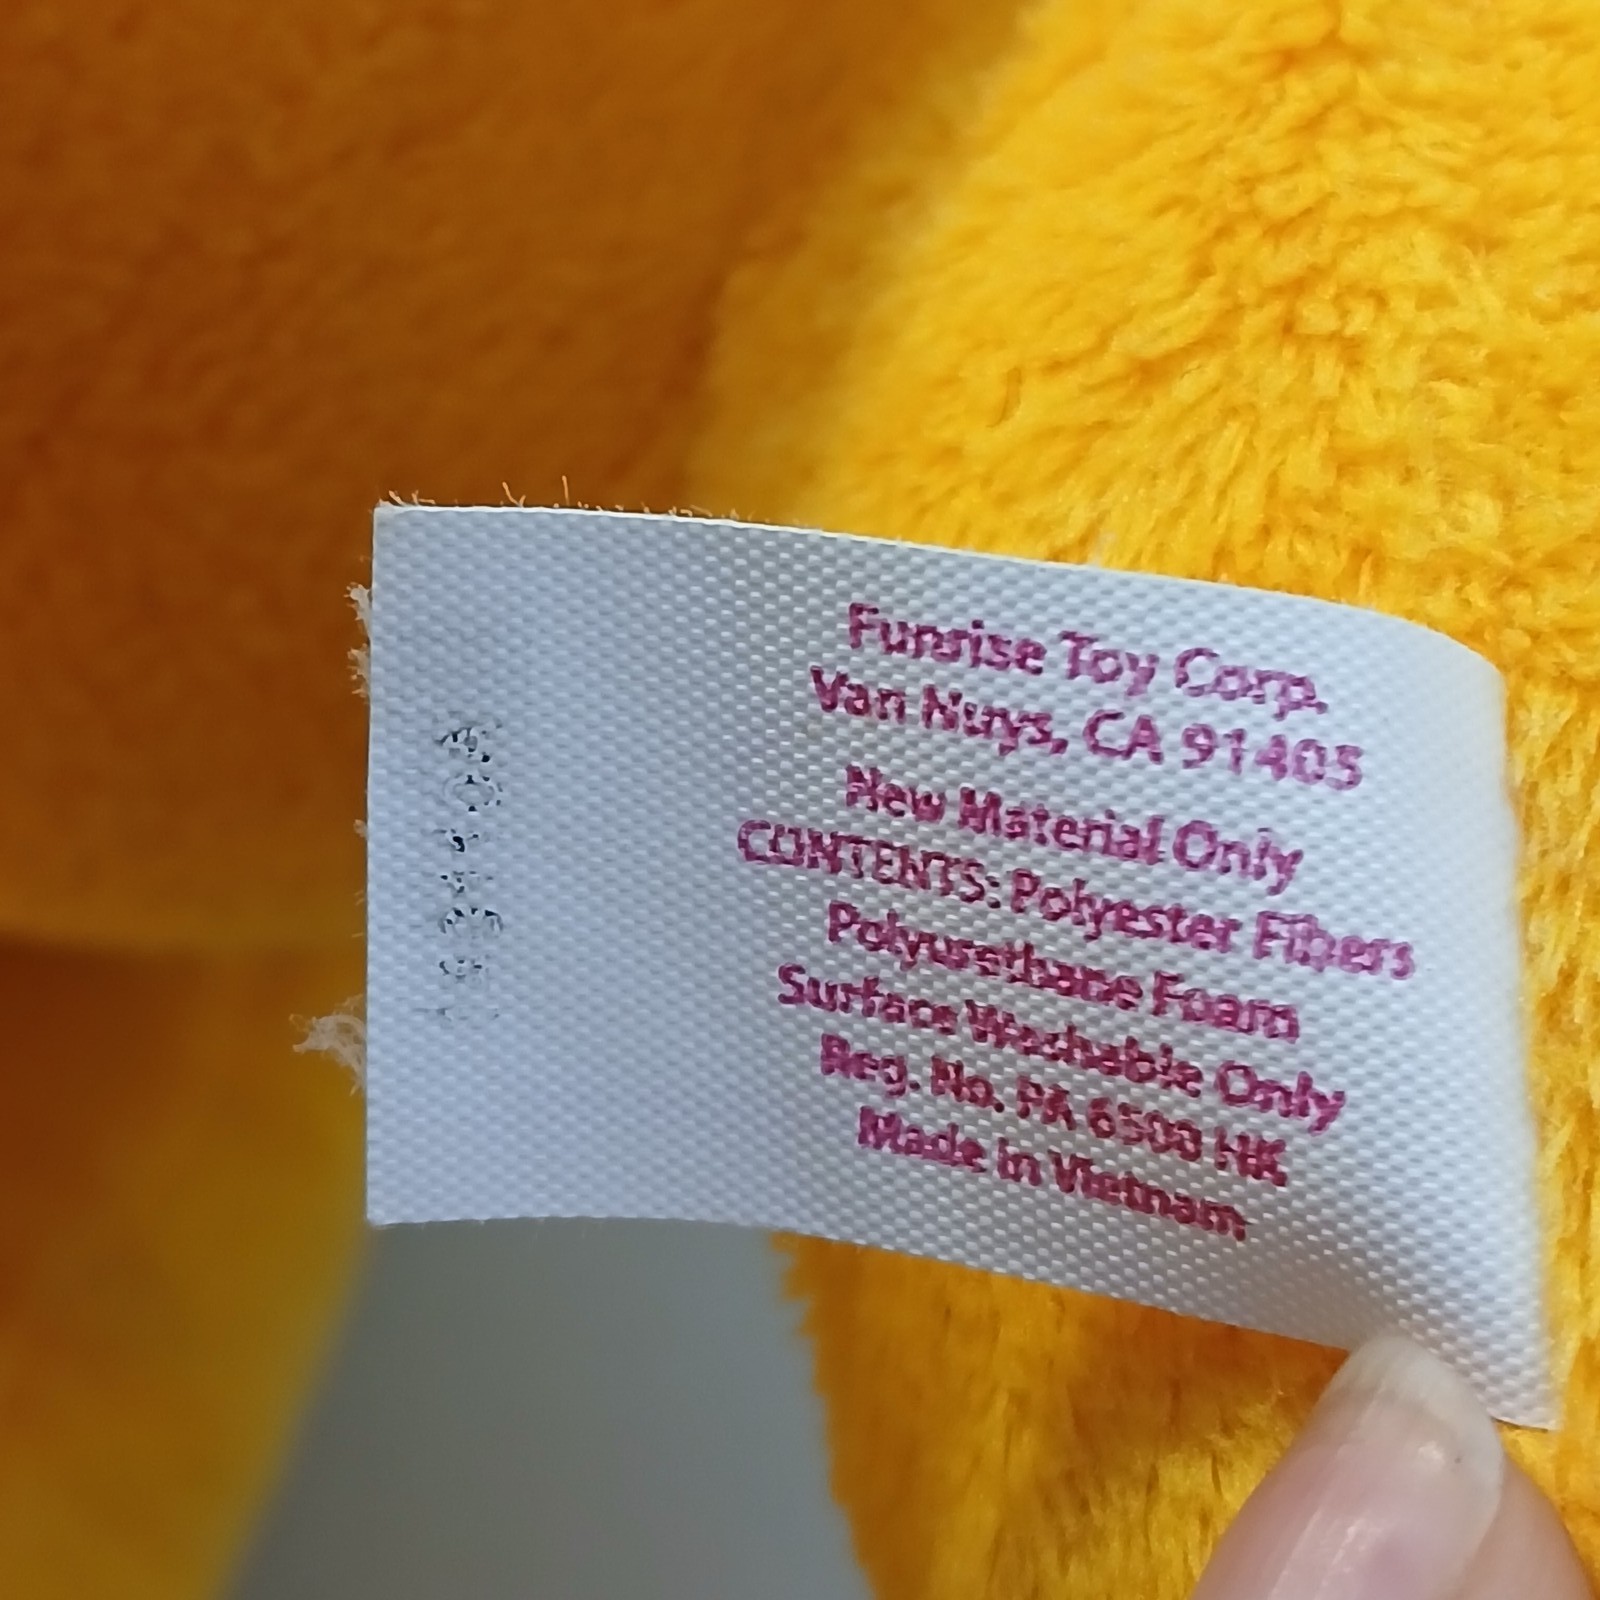 Funrise Toy Corp.
Van Nuys, CA 91405
New Material Only
CONTENTS: Polyester Fibers
Polyurethane Foam
Surface Washable Only
Reg. No. PA 6500 HK
Made in Vietnam